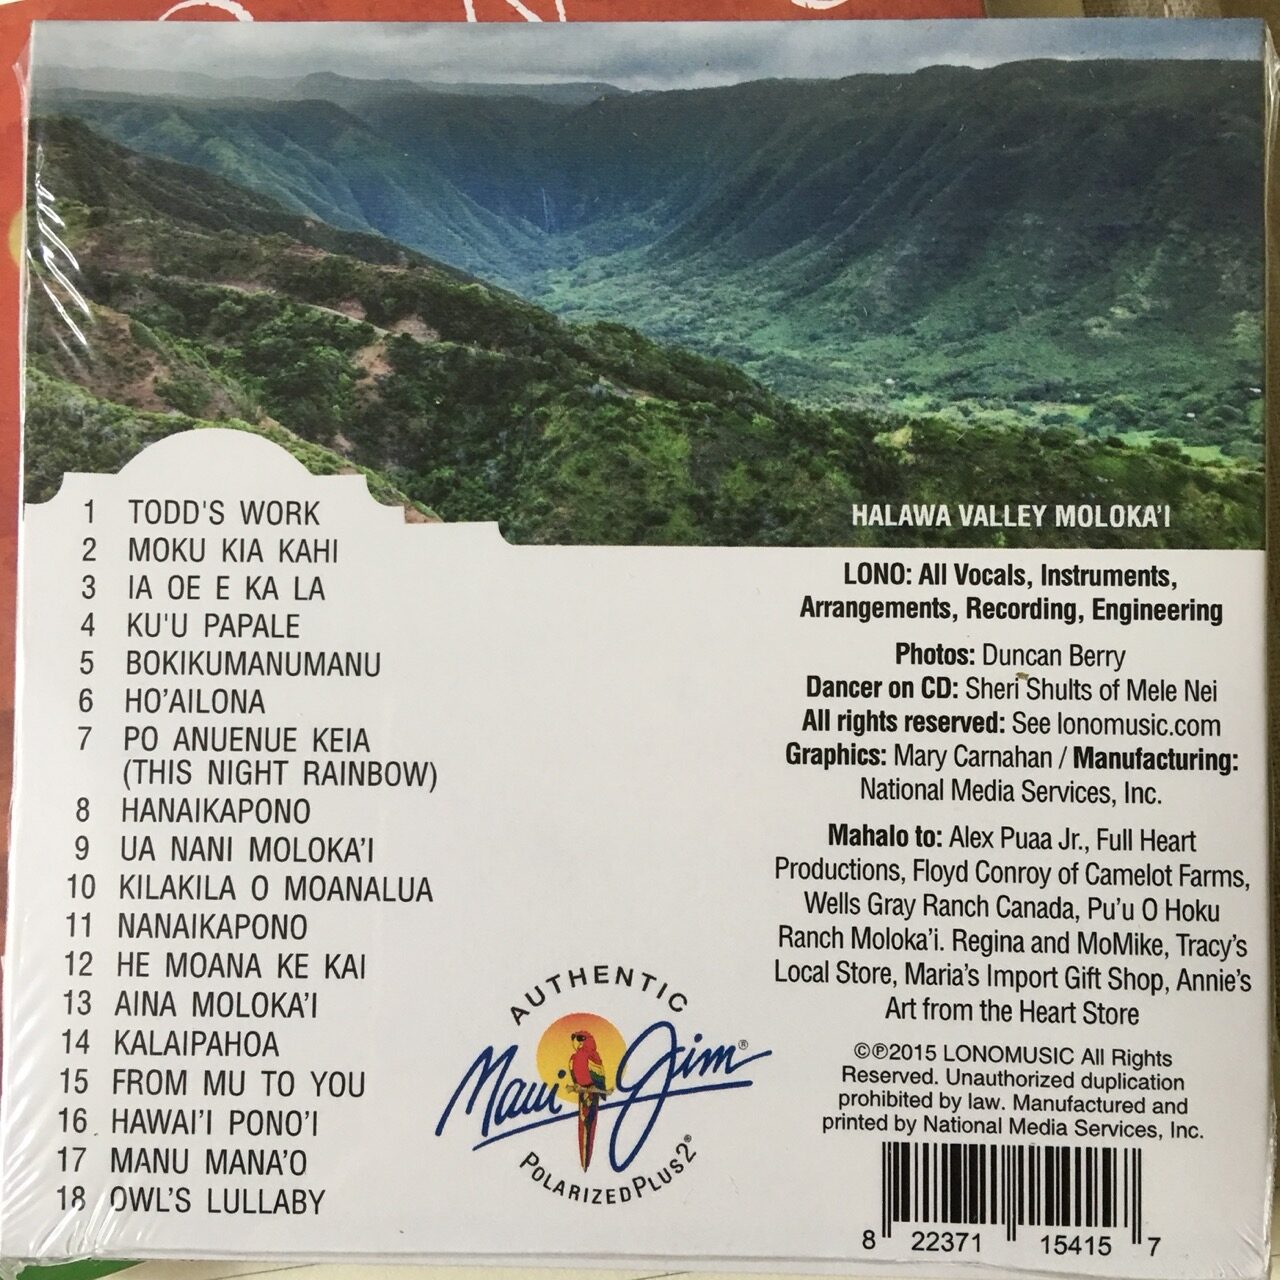 HALAWA VALLEY MOLOKA'I
1 TODD'S WORK
2 MOKU KIA KAHI
3 IA OE E KA LA
4 KU'U PAPALE
5 BOKIKUMANUMANU
6 HO'AILONA
7 PO ANUENUE KEIA
(THIS NIGHT RAINBOW)
8 HANAIKAPONO
9 UA NANI MOLOKA'I
10 KILAKILA O MOANALUA
11 NANAIKAPONO
12 HE MOANA KE KAI
13 AINA MOLOKA'I
14 KALAIPAHOA
15 FROM MU TO YOU
16 HAWAI'I PONO'I
17 MANU MANA'O
18 OWL'S LULLABY
LONO: All Vocals, Instruments,
Arrangements, Recording, Engineering
Photos: Duncan Berry
Dancer on CD: Sheri Shults of Mele Nei
All rights reserved: See lonomusic.com
Graphics: Mary Carnahan / Manufacturing:
National Media Services, Inc.
Mahalo to: Alex Puaa Jr., Full Heart
Productions, Floyd Conroy of Camelot Farms,
Wells Gray Ranch Canada, Pu'u O Hoku
Ranch Moloka'i. Regina and MoMike, Tracy's
Local Store, Maria's Import Gift Shop, Annie's
Art from the Heart Store
©℗2015 LONOMUSIC All Rights
Reserved. Unauthorized duplication
prohibited by law. Manufactured and
printed by National Media Services, Inc.
AUTHENTIC
Maui Jim®
POLARIZEDPLUS2®
8 22371 15415 7